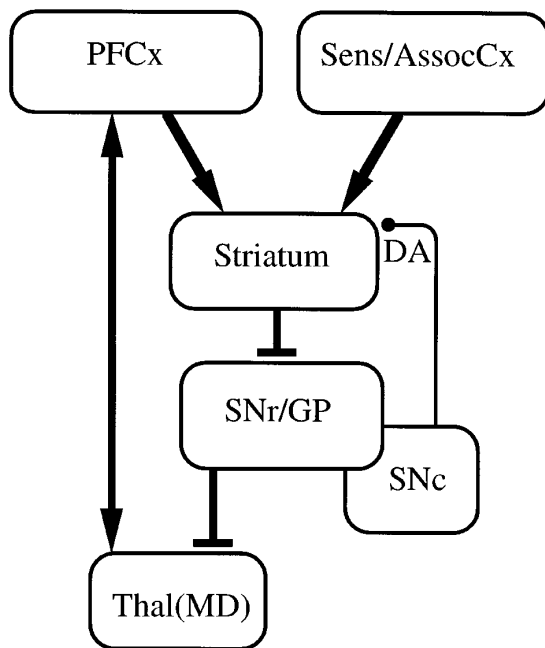 PFCx
Sens/AssocCx
Striatum
DA
SNr/GP
SNc
Thal(MD)